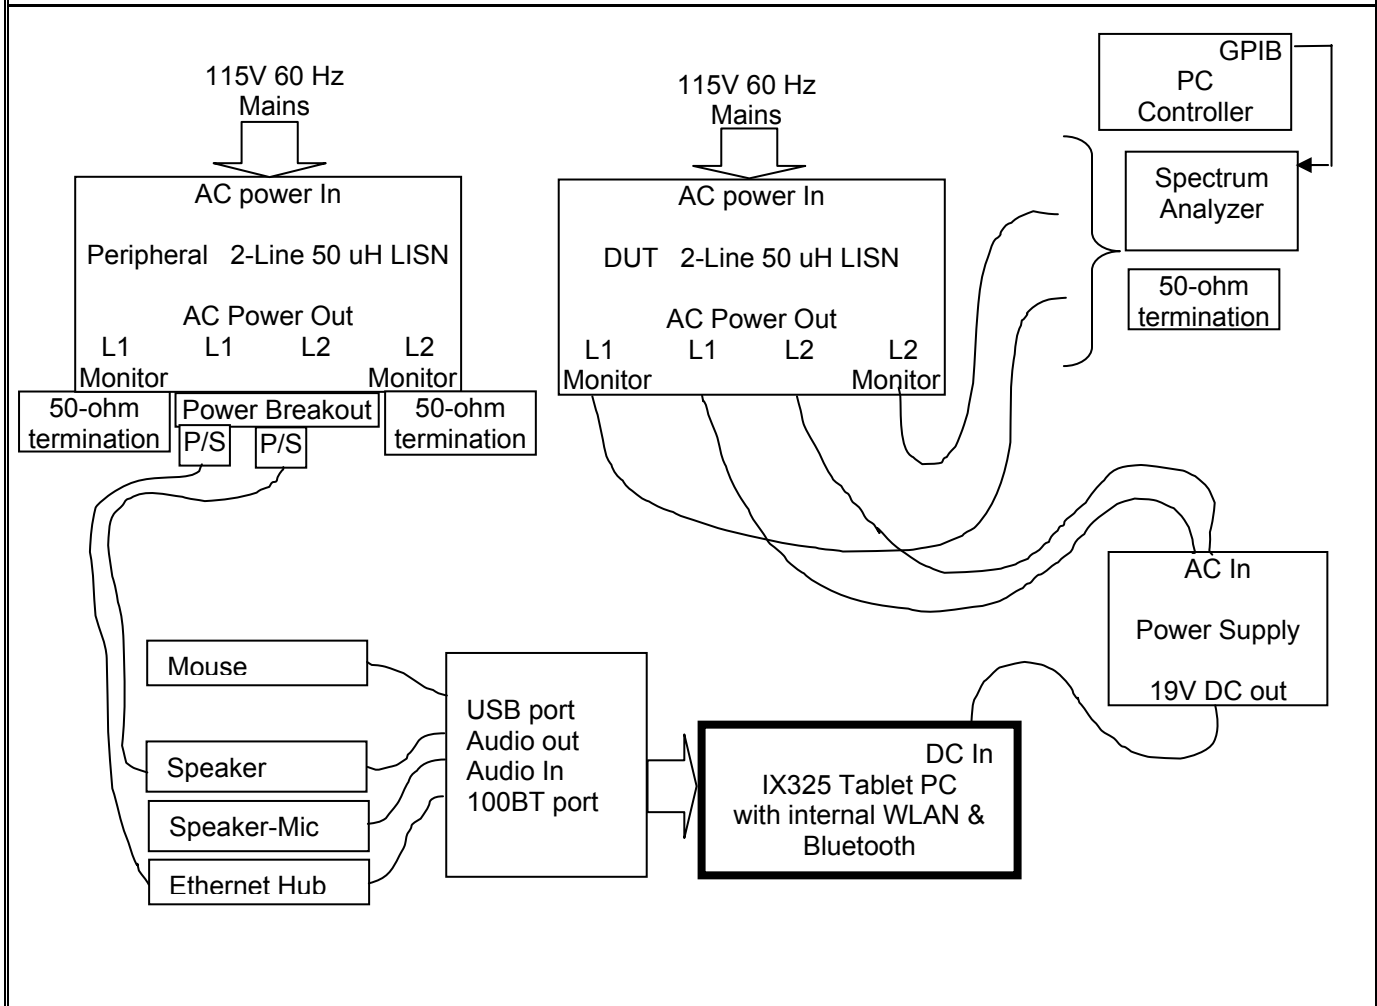 115V 60 Hz
Mains
AC power In
Peripheral 2-Line 50 uH LISN
AC Power Out
L1 L1 L2 L2
Monitor Monitor
50-ohm
termination
Power Breakout
P/S P/S
50-ohm
termination
115V 60 Hz
Mains
AC power In
DUT 2-Line 50 uH LISN
AC Power Out
L1 L1 L2 L2
Monitor Monitor
GPIB
PC
Controller
Spectrum
Analyzer
50-ohm
termination
AC In
Power Supply
19V DC out
Mouse
Speaker
Speaker-Mic
Ethernet Hub
USB port
Audio out
Audio In
100BT port
DC In
IX325 Tablet PC
with internal WLAN &
Bluetooth